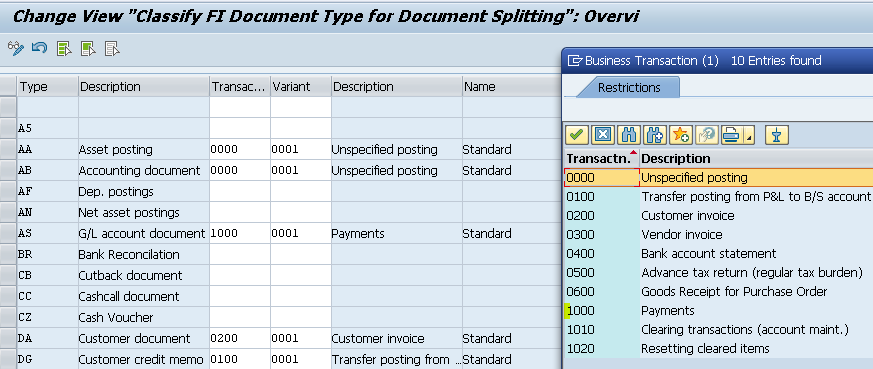 Change View "Classify FI Document Type for Document Splitting": Overvi
Type Description Transac... Variant Description Name
A5
AA Asset posting 0000 0001 Unspecified posting Standard
AB Accounting document 0000 0001 Unspecified posting Standard
AF Dep. postings
AN Net asset postings
AS G/L account document 1000 0001 Payments Standard
BR Bank Reconcilation
CB Cutback document
CC Cashcall document
CZ Cash Voucher
DA Customer document 0200 0001 Customer invoice Standard
DG Customer credit memo 0100 0001 Transfer posting from ... Standard
Business Transaction (1) 10 Entries found
Restrictions
Transactn. Description
0000 Unspecified posting
0100 Transfer posting from P&L to B/S account
0200 Customer invoice
0300 Vendor invoice
0400 Bank account statement
0500 Advance tax return (regular tax burden)
0600 Goods Receipt for Purchase Order
1000 Payments
1010 Clearing transactions (account maint.)
1020 Resetting cleared items